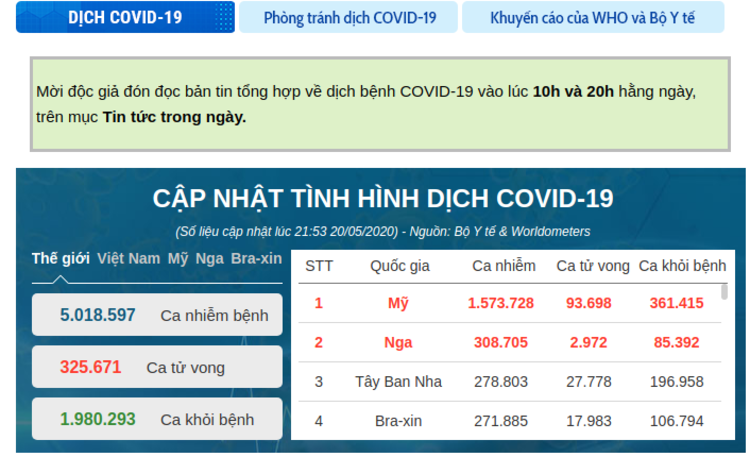 DỊCH COVID-19
Phòng tránh dịch COVID-19
Khuyến cáo của WHO và Bộ Y tế
Mời độc giả đón đọc bản tin tổng hợp về dịch bệnh COVID-19 vào lúc 10h và 20h hằng ngày,
trên mục Tin tức trong ngày.
CẬP NHẬT TÌNH HÌNH DỊCH COVID-19
(Số liệu cập nhật lúc 21:53 20/05/2020) - Nguồn: Bộ Y tế & Worldometers
Thế giới Việt Nam Mỹ Nga Bra-xin
5.018.597 Ca nhiễm bệnh
325.671 Ca tử vong
1.980.293 Ca khỏi bệnh
STT Quốc gia Ca nhiễm Ca tử vong Ca khỏi bệnh
1 Mỹ 1.573.728 93.698 361.415
2 Nga 308.705 2.972 85.392
3 Tây Ban Nha 278.803 27.778 196.958
4 Bra-xin 271.885 17.983 106.794